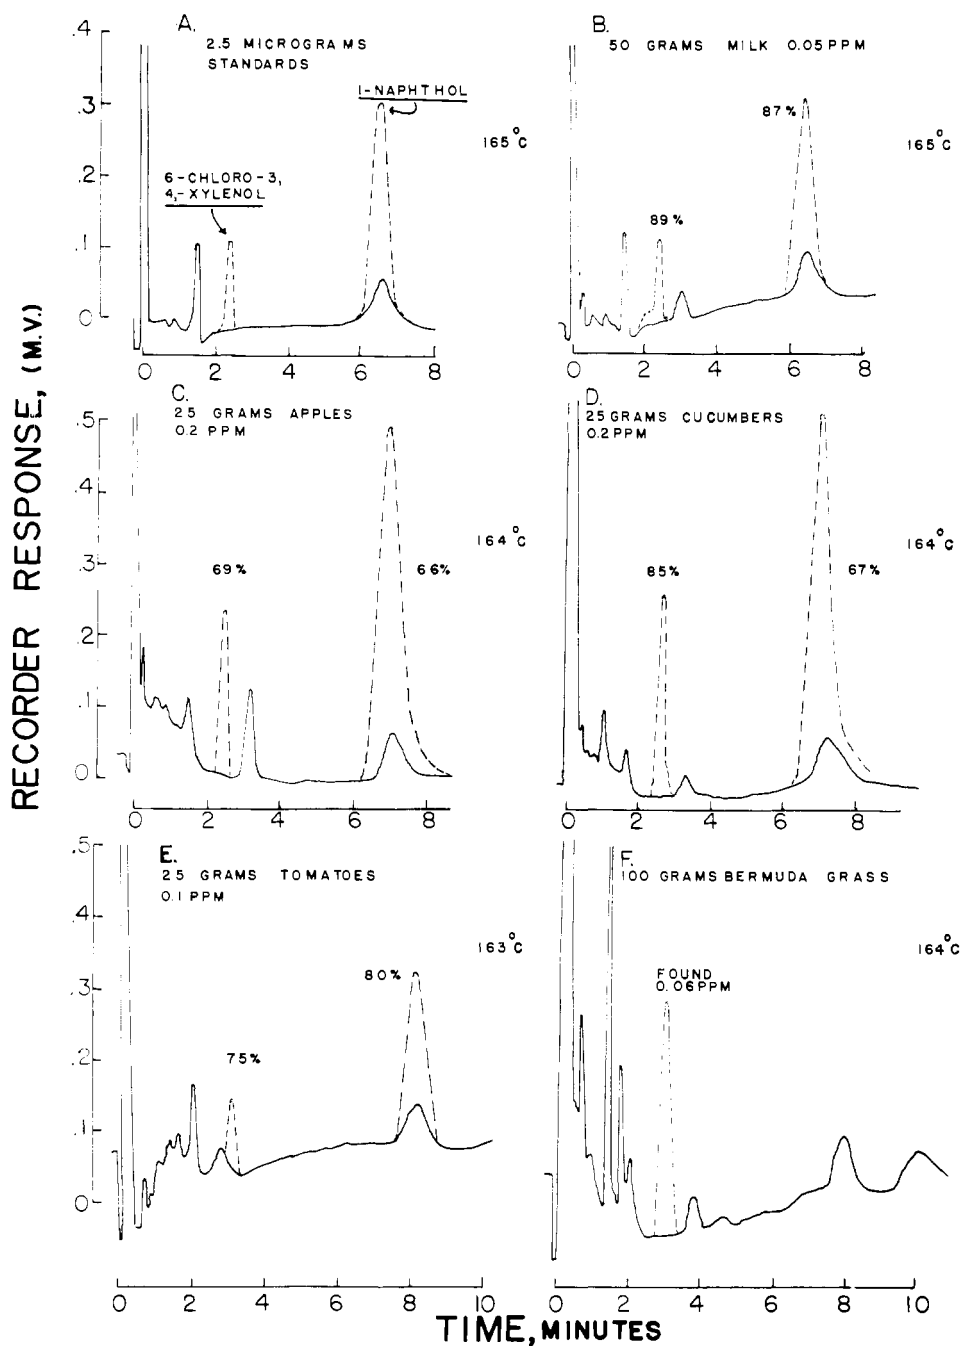 A.
2.5 MICROGRAMS
STANDARDS
1-NAPHTHOL
165°C
6-CHLORO-3,
4,-XYLENOL
.4
.3
.2
.1
0
0 2 4 6 8
B.
50 GRAMS MILK 0.05PPM
87%
165°C
89%
0 2 4 6 8
C.
25 GRAMS APPLES
0.2 PPM
164°C
69%
66%
.5
.4
.3
.2
.1
0
0 2 4 6 8
D.
25 GRAMS CUCUMBERS
0.2PPM
164°C
85%
67%
0 2 4 6 8
E.
25 GRAMS TOMATOES
0.1 PPM
163°C
80%
75%
.5
.4
.3
.2
.1
0
0 2 4 6 8 10
F.
100 GRAMS BERMUDA GRASS
164°C
FOUND
0.06PPM
0 2 4 6 8 10
RECORDER RESPONSE, (M.V.)
TIME, MINUTES